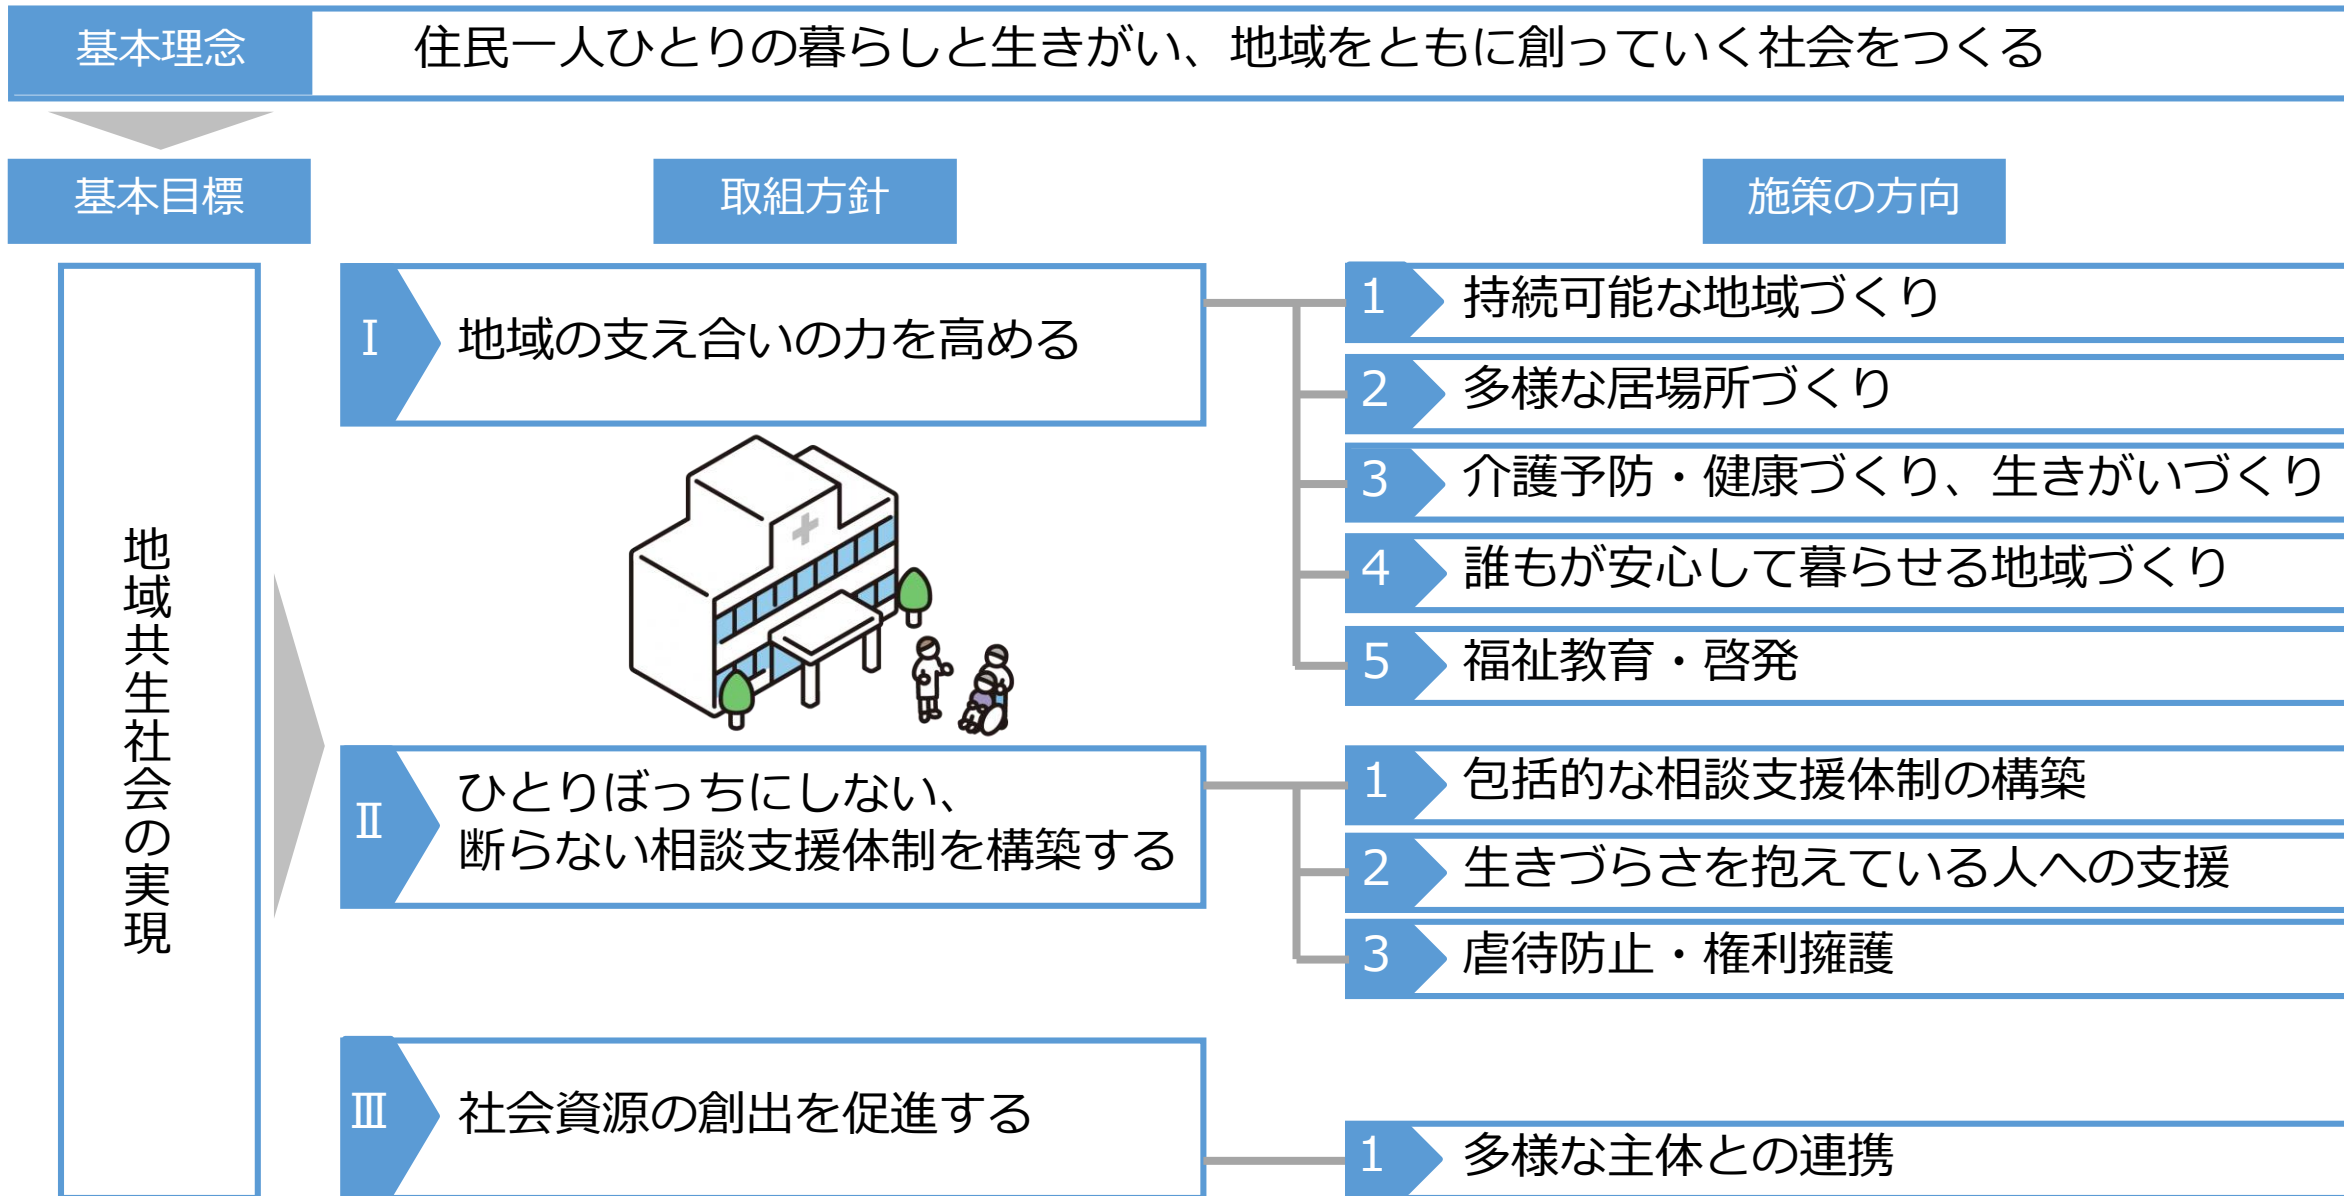 基本理念
住民一人ひとりの暮らしと生きがい、地域をともに創っていく社会をつくる
基本目標
取組方針
施策の方向
地域共生社会の実現
Ⅰ
地域の支え合いの力を高める
1
持続可能な地域づくり
2
多様な居場所づくり
3
介護予防・健康づくり、生きがいづくり
4
誰もが安心して暮らせる地域づくり
5
福祉教育・啓発
Ⅱ
ひとりぼっちにしない、
断らない相談支援体制を構築する
1
包括的な相談支援体制の構築
2
生きづらさを抱えている人への支援
3
虐待防止・権利擁護
Ⅲ
社会資源の創出を促進する
1
多様な主体との連携